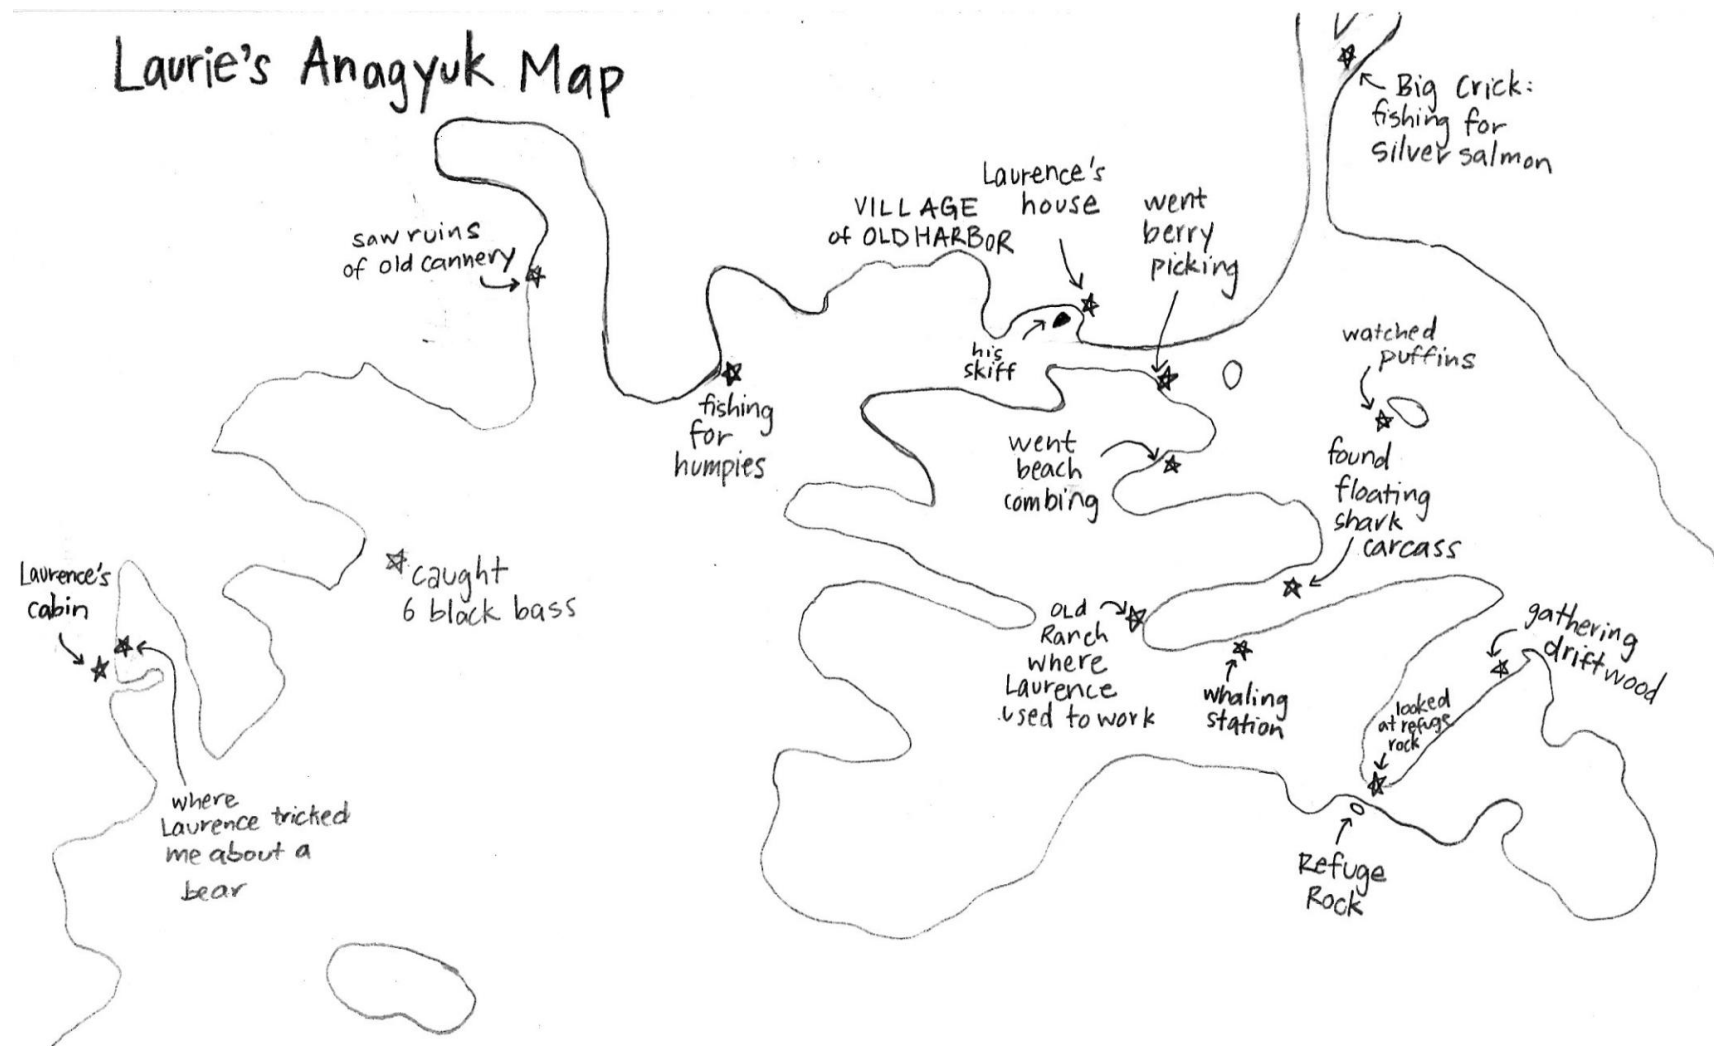 Laurie's Anagyuk Map
Big Crick:
fishing for
silver salmon
Laurence's
house
went
berry
picking
VILLAGE
of OLD HARBOR
saw ruins
of old cannery
his
skiff
watched
puffins
fishing
for
humpies
went
beach
combing
found
floating
shark
carcass
Laurence's
cabin
caught
6 black bass
Old
Ranch
where
Laurence
used to work
whaling
station
gathering
driftwood
looked
at refuge
rock
where
Laurence tricked
me about a
bear
Refuge
Rock